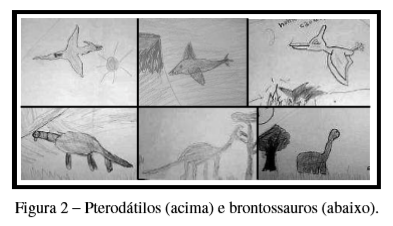 Figura 2 – Pterodátilos (acima) e brontossauros (abaixo).